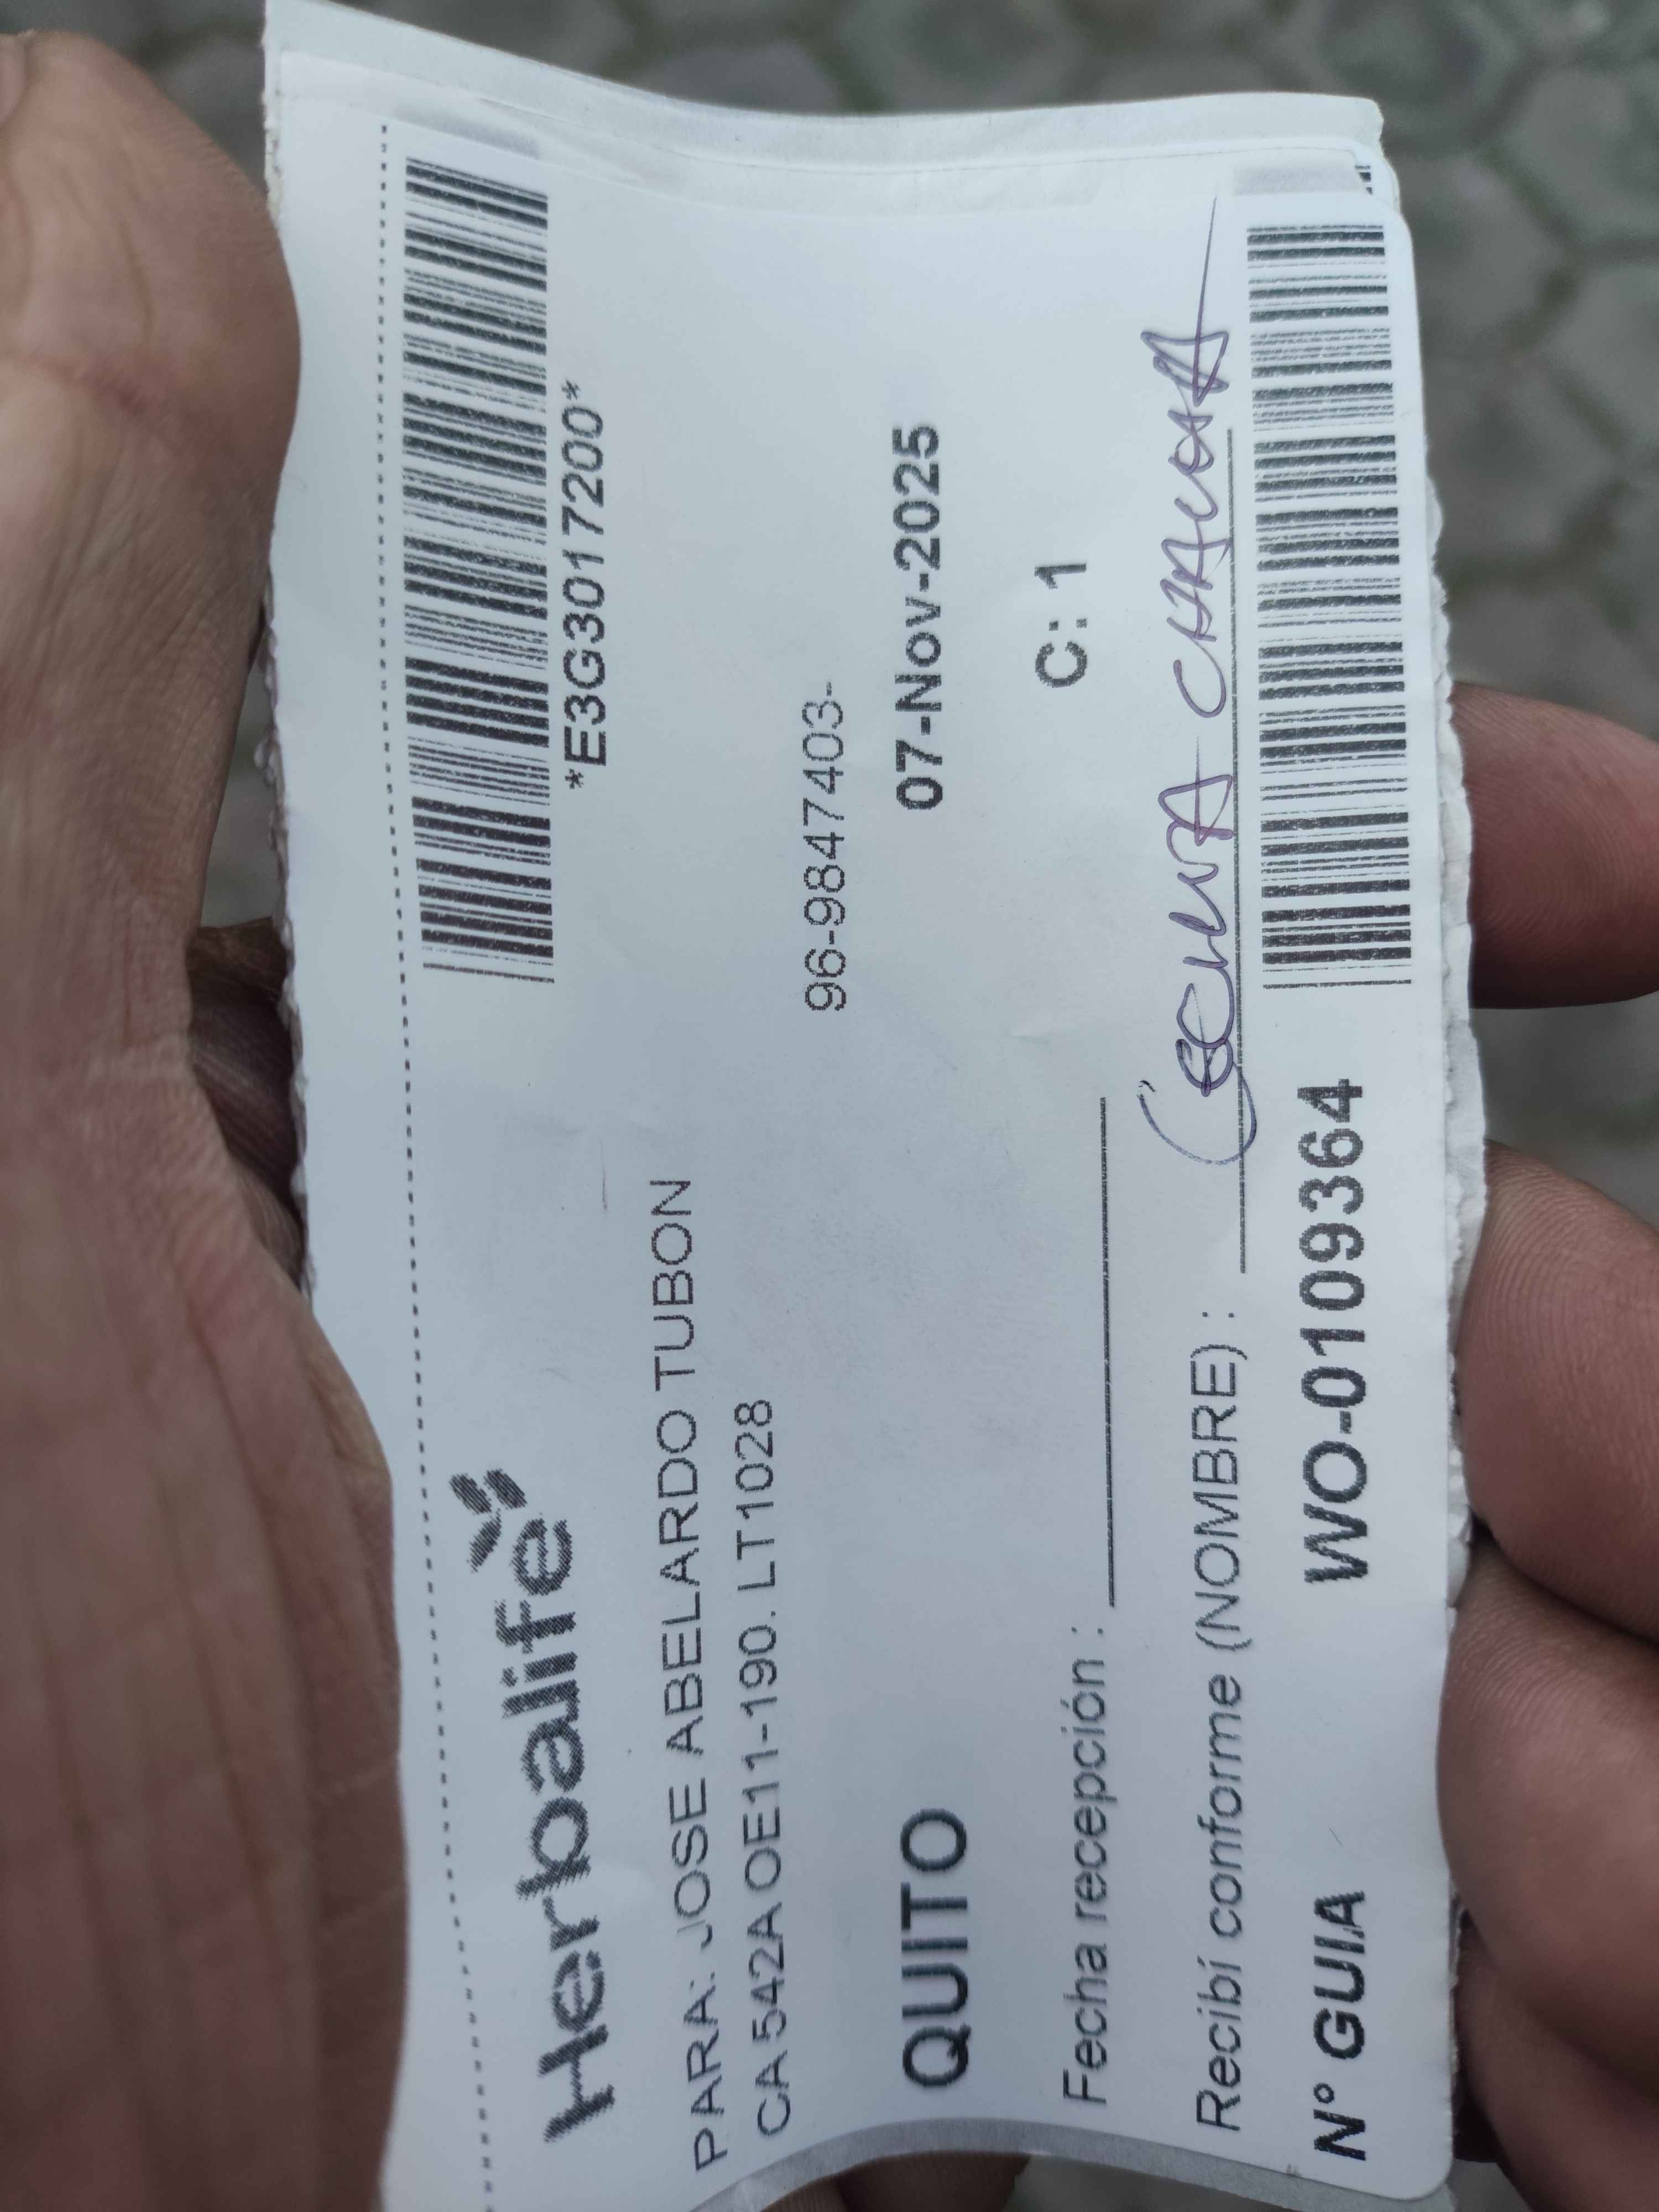 Herbalife
*E3G3017200*
PARA: JOSE ABELARDO TUBON
CA 542A OE11-190. LT1028
96-9847403-
QUITO 07-Nov-2025
Fecha recepción : C: 1
Recibí conforme (NOMBRE) :
N° GUIA WO-0109364